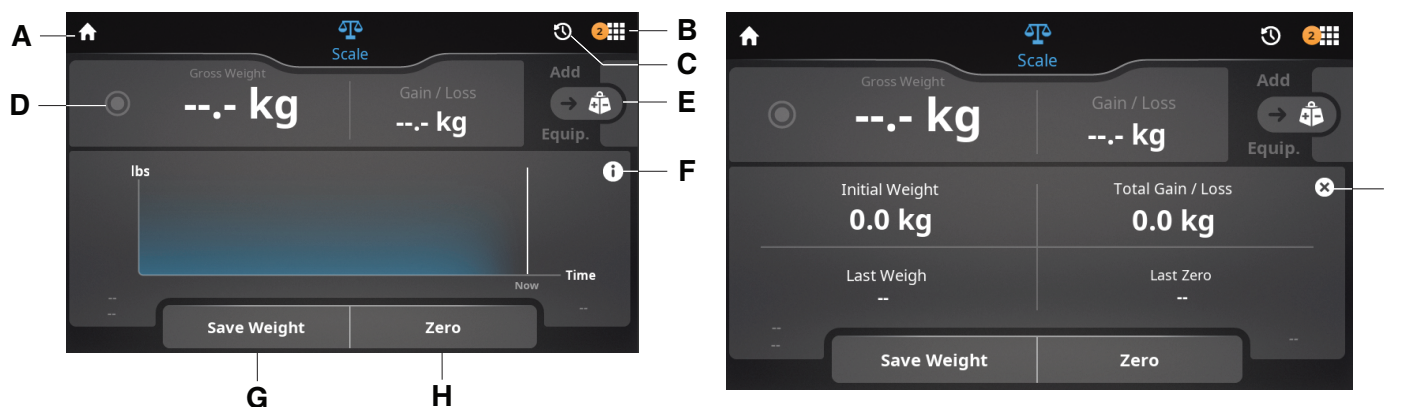 A
B
C
D
E
F
G
H
2
Scale
Gross Weight
--.- kg
Gain / Loss
--.- kg
Add
Equip.
lbs
Time
Now
--
--
--
Save Weight
Zero
2
Scale
Gross Weight
--.- kg
Gain / Loss
--.- kg
Add
Equip.
Initial Weight
0.0 kg
Total Gain / Loss
0.0 kg
Last Weigh
--
Last Zero
--
--
--
--
Save Weight
Zero